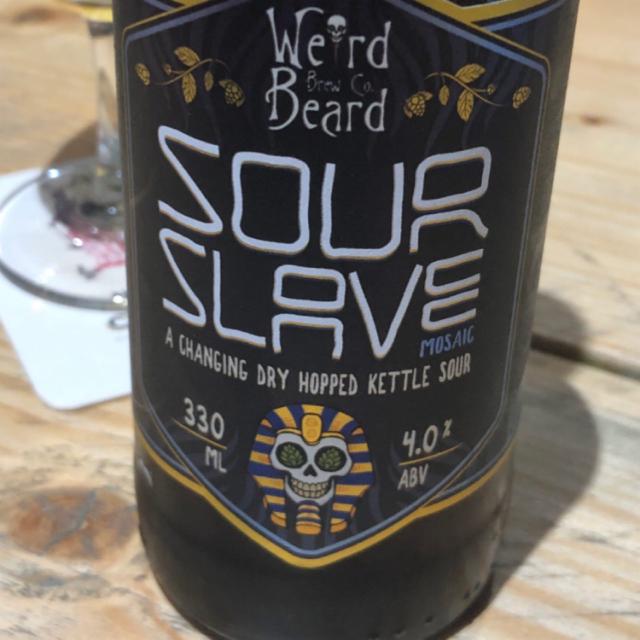 Weird
Brew Co.
Beard
SOUR
SLAVE
MOSAIC
A CHANGING DRY HOPPED KETTLE SOUR
330
ML
4.0%
ABV